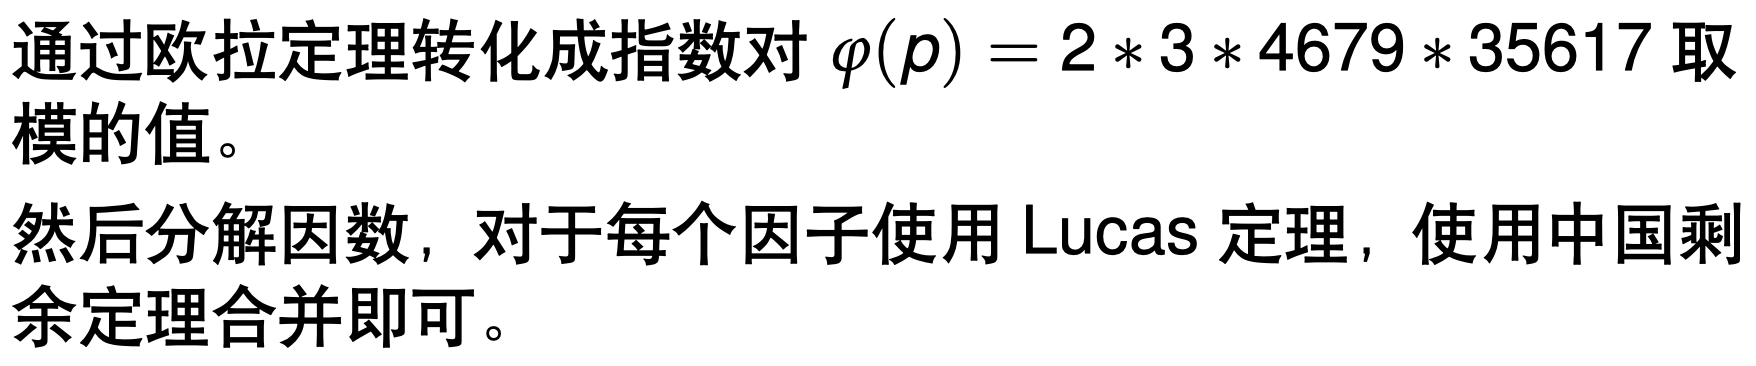 通过欧拉定理转化成指数对 φ(p) = 2 * 3 * 4679 * 35617 取
模的值。
然后分解因数，对于每个因子使用 Lucas 定理，使用中国剩
余定理合并即可。